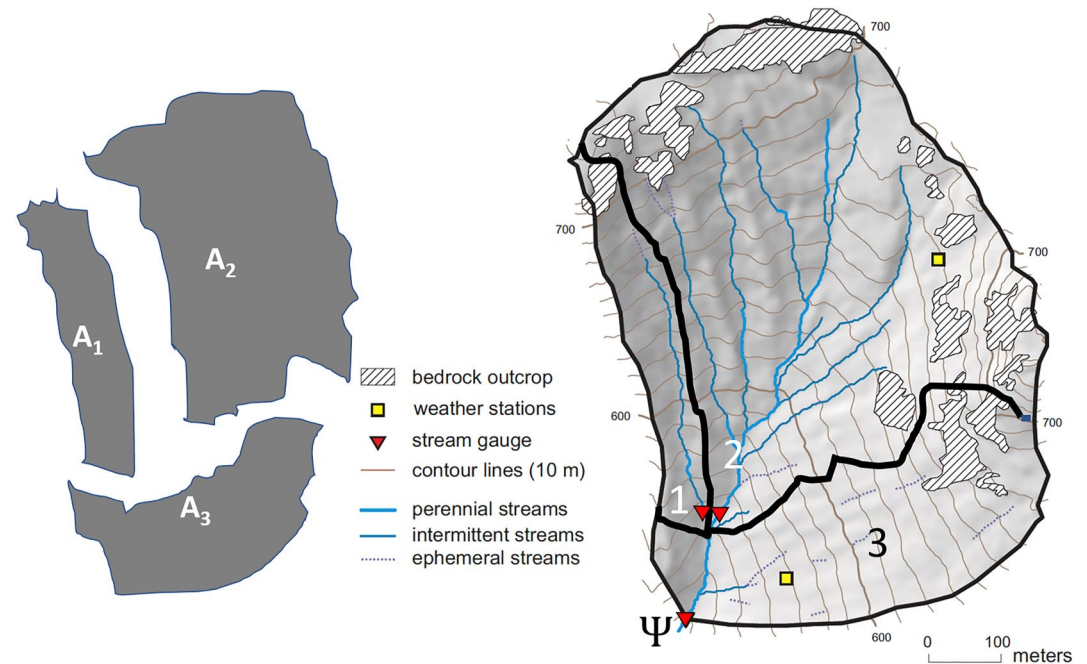 A1
A2
A3
bedrock outcrop
weather stations
stream gauge
contour lines (10 m)
perennial streams
intermittent streams
ephemeral streams
700
700
700
600
700
2
1
3
Ψ
600
0 100
meters